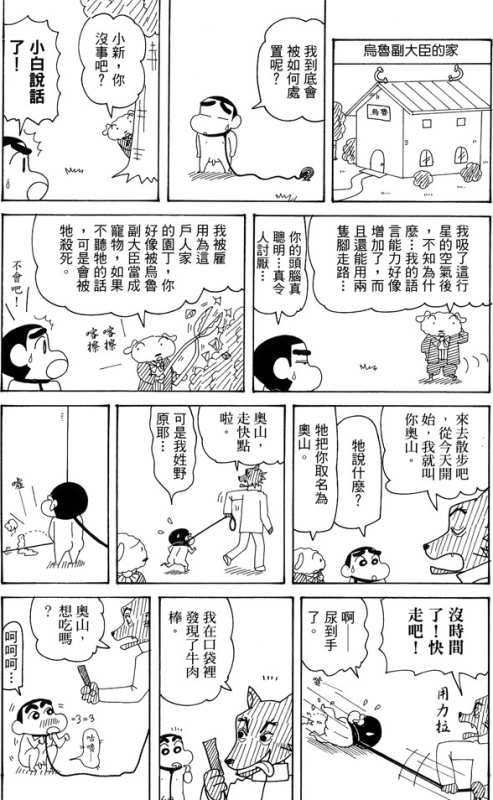 烏魯副大臣的家
烏魯
我到底會
被如何處
置呢？
小新，你
沒事吧？
小白說話
了！
我吸了這行
星的空氣後
，不知為什
麼…我的語
言能力好像
增加了，而
且還能用兩
隻腳走路…
你的頭腦真
聰明…真令
人討厭…
我被雇
用為這
戶人家
的園丁，你
好像被烏魯
副大臣當成
寵物，如果
不聽牠的話
，可是會被
牠殺死。
喀擦
喀擦
不會吧！
來去散步吧
，從今天開
始，我就叫
你奧山。
牠說什麼？
牠把你取名為
奧山。
奧山，
走快點
啦。
可是我姓野
原耶…
沒時間
了！快
走吧！
用力拉
啊——
尿到手
了。
我在口袋裡
發現了牛肉
棒。
奧山，
想吃嗎
？
=3=3
呵呵呵…